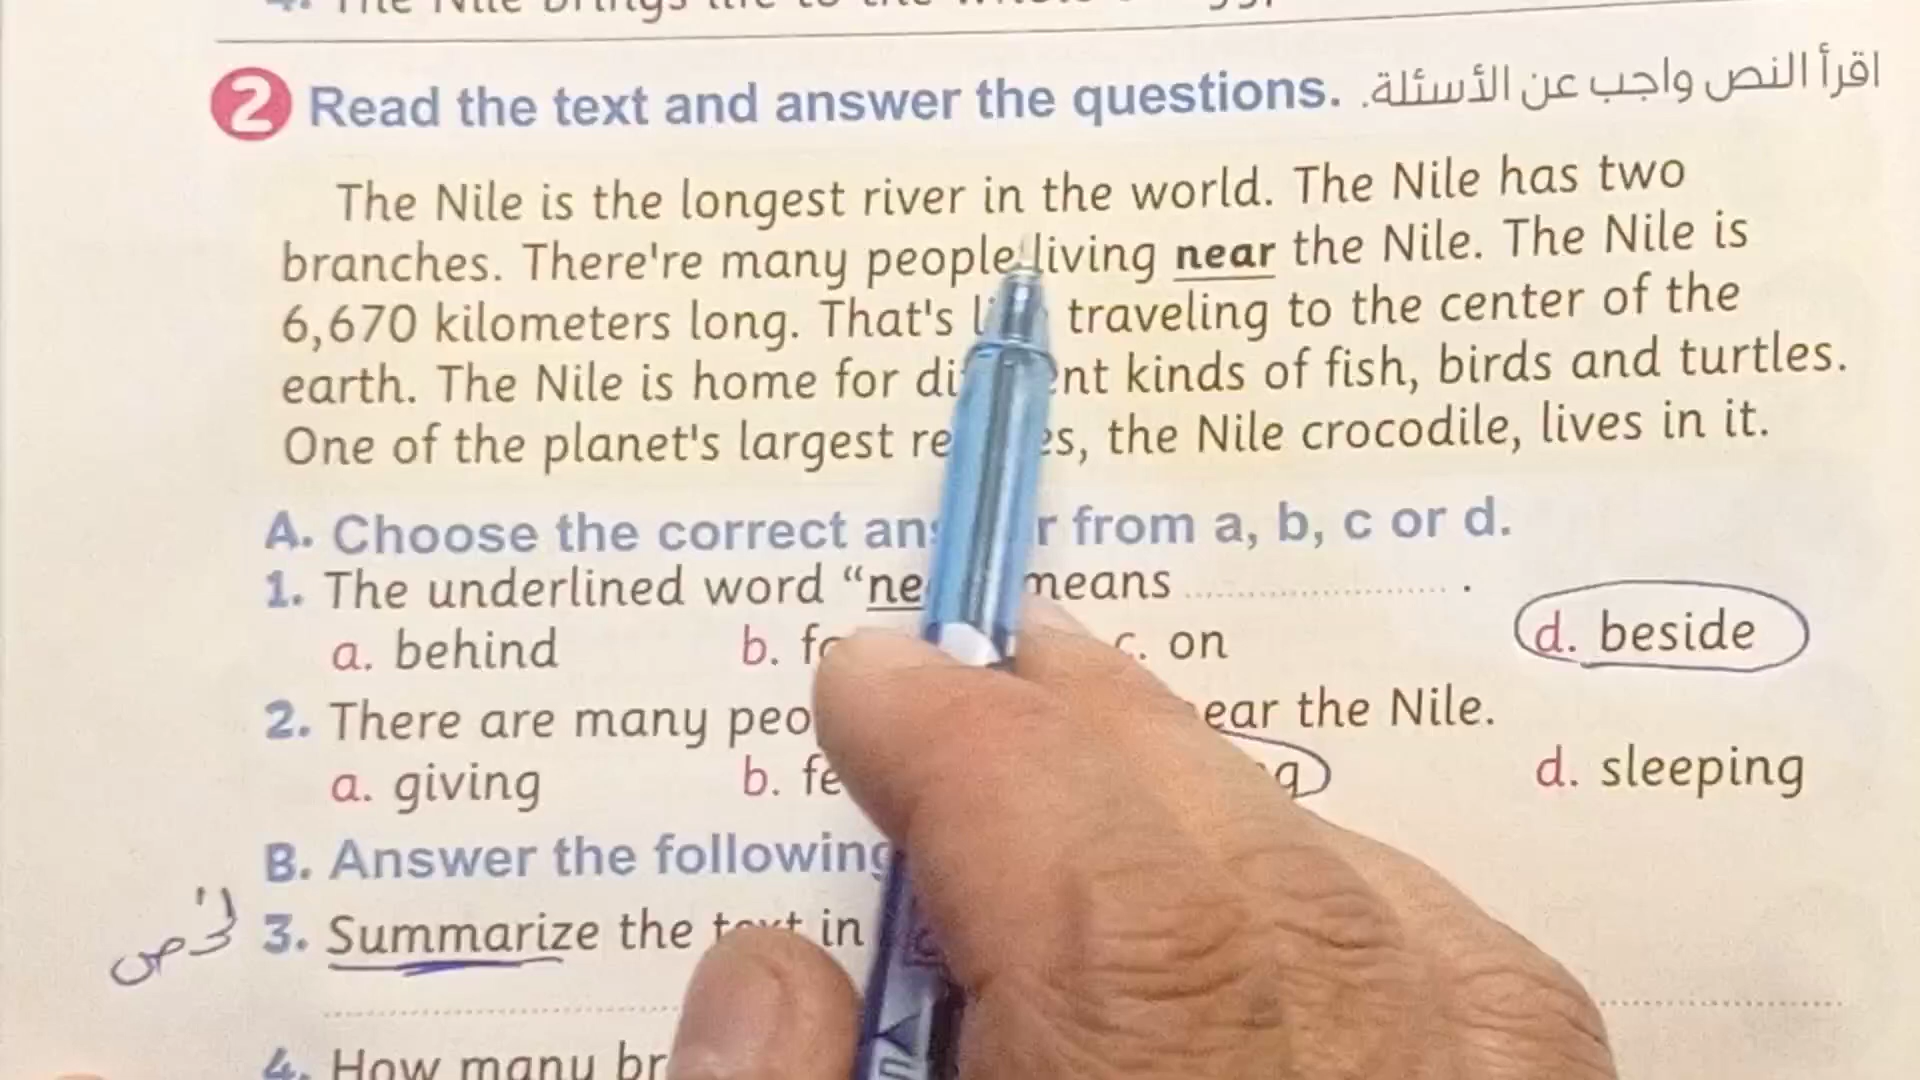 2 Read the text and answer the questions. اقرأ النص واجب عن الأسئلة.
The Nile is the longest river in the world. The Nile has two
branches. There're many people living near the Nile. The Nile is
6,670 kilometers long. That's traveling to the center of the
earth. The Nile is home for kinds of fish, birds and turtles.
One of the planet's largest the Nile crocodile, lives in it.
A. Choose the correct from a, b, c or d.
1. The underlined word means .
a. behind b. c. on d. beside
2. There are many the Nile.
a. giving b. d. sleeping
B. Answer the following
لخص
3. Summarize the text in
4. How many